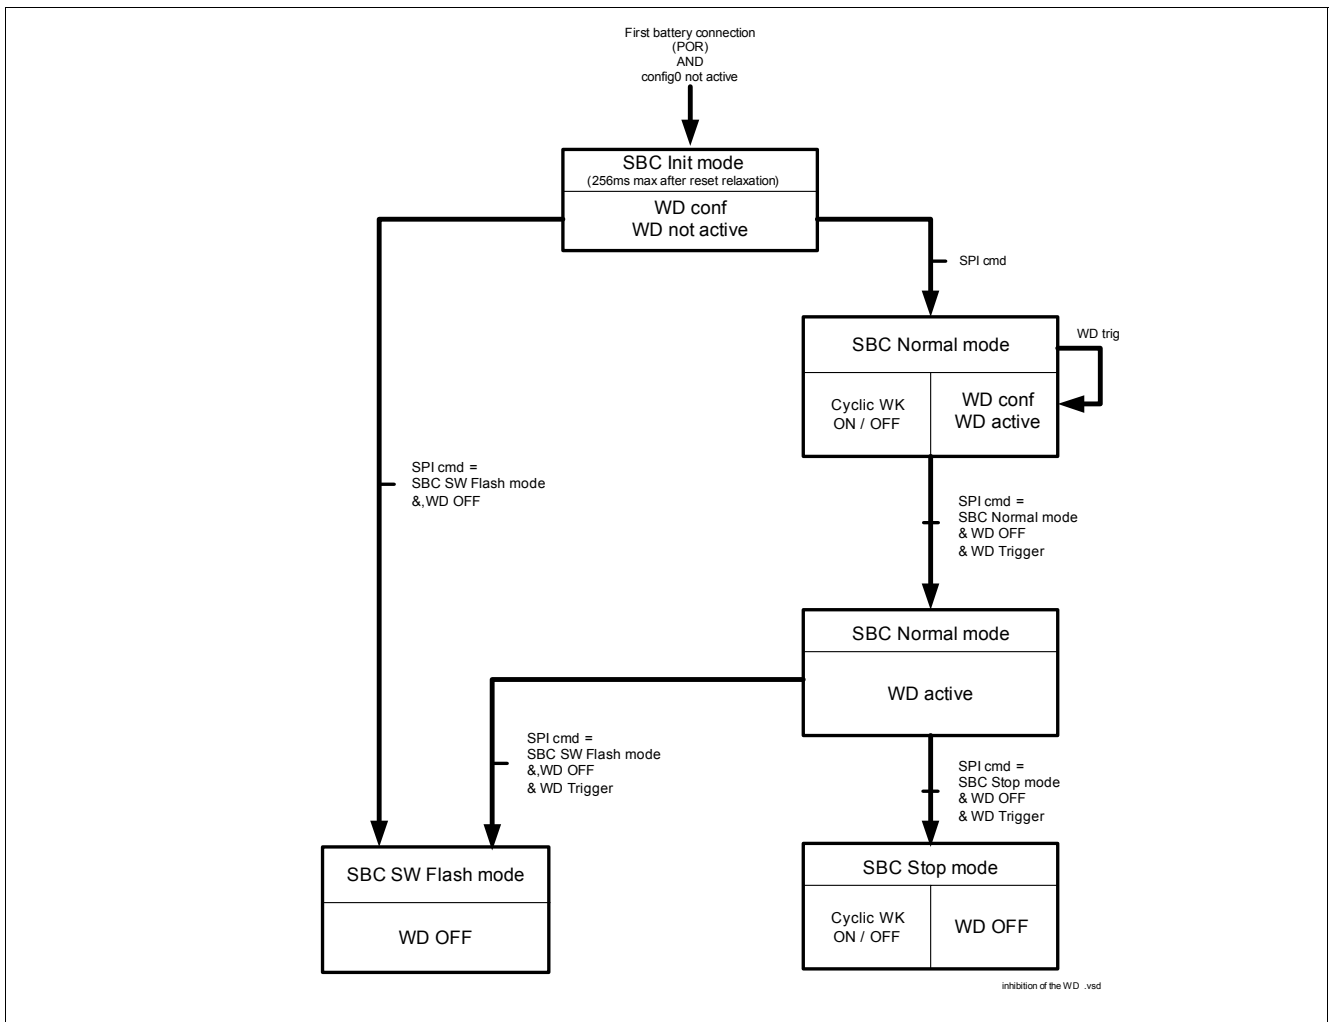 First battery connection
(POR)
AND
config0 not active
SBC Init mode
(256ms max after reset relaxation)
WD conf
WD not active
SPI cmd
SBC Normal mode
WD trig
Cyclic WK
ON / OFF
WD conf
WD active
SPI cmd =
SBC SW Flash mode
&,WD OFF
SPI cmd =
SBC Normal mode
& WD OFF
& WD Trigger
SBC Normal mode
WD active
SPI cmd =
SBC SW Flash mode
&,WD OFF
& WD Trigger
SPI cmd =
SBC Stop mode
& WD OFF
& WD Trigger
SBC SW Flash mode
WD OFF
SBC Stop mode
Cyclic WK
ON / OFF
WD OFF
inhibition of the WD .vsd